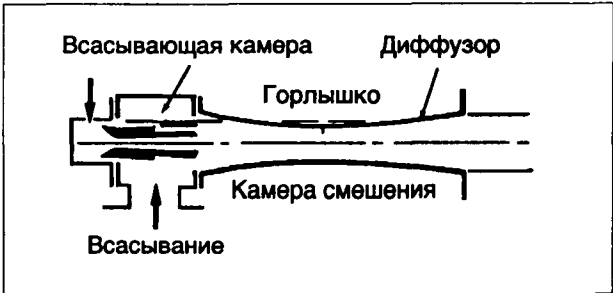 Всасывающая камера
Диффузор
Горлышко
Камера смешения
Всасывание